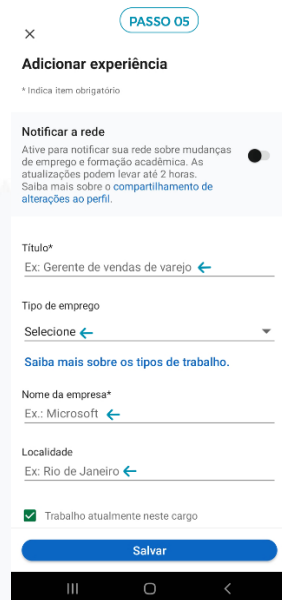 PASSO 05
Adicionar experiência
* Indica item obrigatório
Notificar a rede
Ative para notificar sua rede sobre mudanças
de emprego e formação acadêmica. As
atualizações podem levar até 2 horas.
Saiba mais sobre o compartilhamento de
alterações ao perfil.
Título*
Ex: Gerente de vendas de varejo
Tipo de emprego
Selecione
Saiba mais sobre os tipos de trabalho.
Nome da empresa*
Ex.: Microsoft
Localidade
Ex: Rio de Janeiro
Trabalho atualmente neste cargo
Salvar